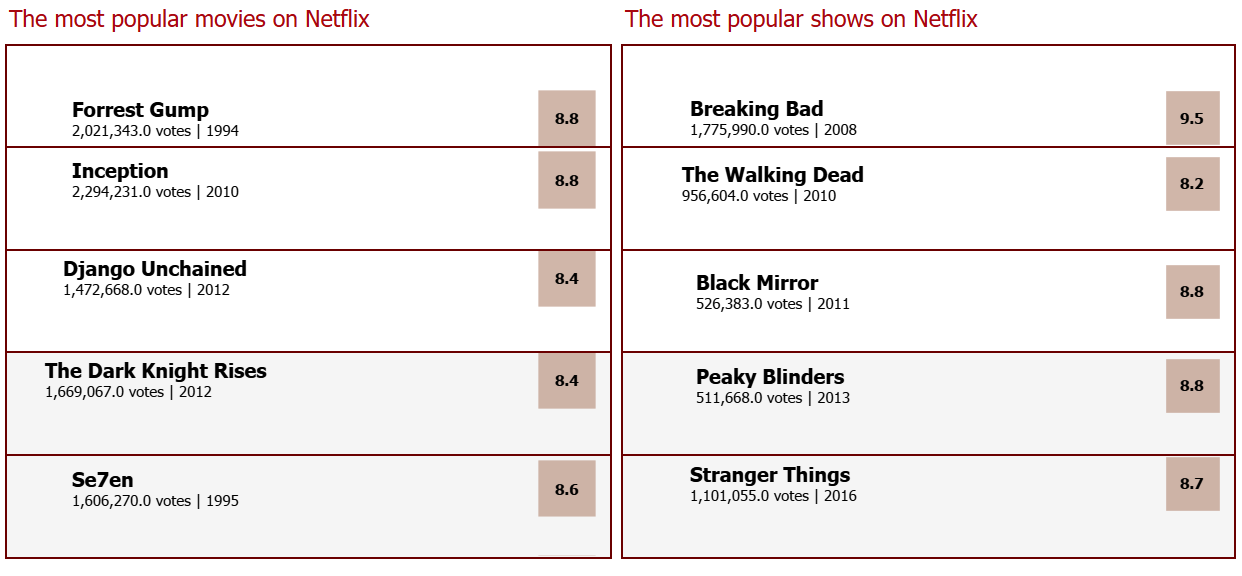 The most popular movies on Netflix
Forrest Gump
2,021,343.0 votes | 1994
8.8
Inception
2,294,231.0 votes | 2010
8.8
Django Unchained
1,472,668.0 votes | 2012
8.4
The Dark Knight Rises
1,669,067.0 votes | 2012
8.4
Se7en
1,606,270.0 votes | 1995
8.6
The most popular shows on Netflix
Breaking Bad
1,775,990.0 votes | 2008
9.5
The Walking Dead
956,604.0 votes | 2010
8.2
Black Mirror
526,383.0 votes | 2011
8.8
Peaky Blinders
511,668.0 votes | 2013
8.8
Stranger Things
1,101,055.0 votes | 2016
8.7